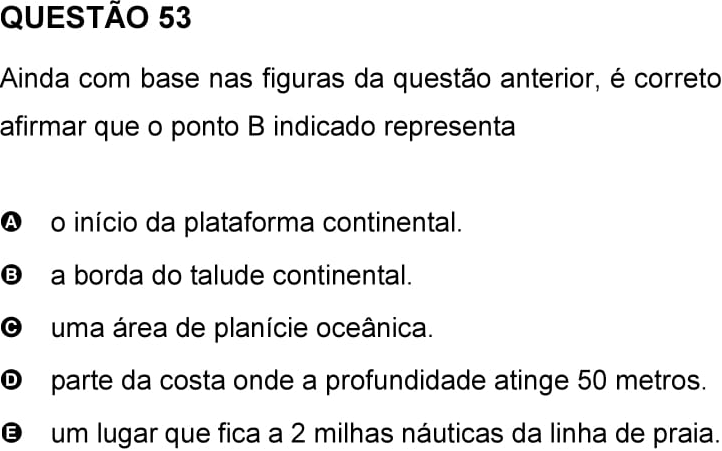 QUESTÃO 53
Ainda com base nas figuras da questão anterior, é correto
afirmar que o ponto B indicado representa
A o início da plataforma continental.
B a borda do talude continental.
C uma área de planície oceânica.
D parte da costa onde a profundidade atinge 50 metros.
E um lugar que fica a 2 milhas náuticas da linha de praia.